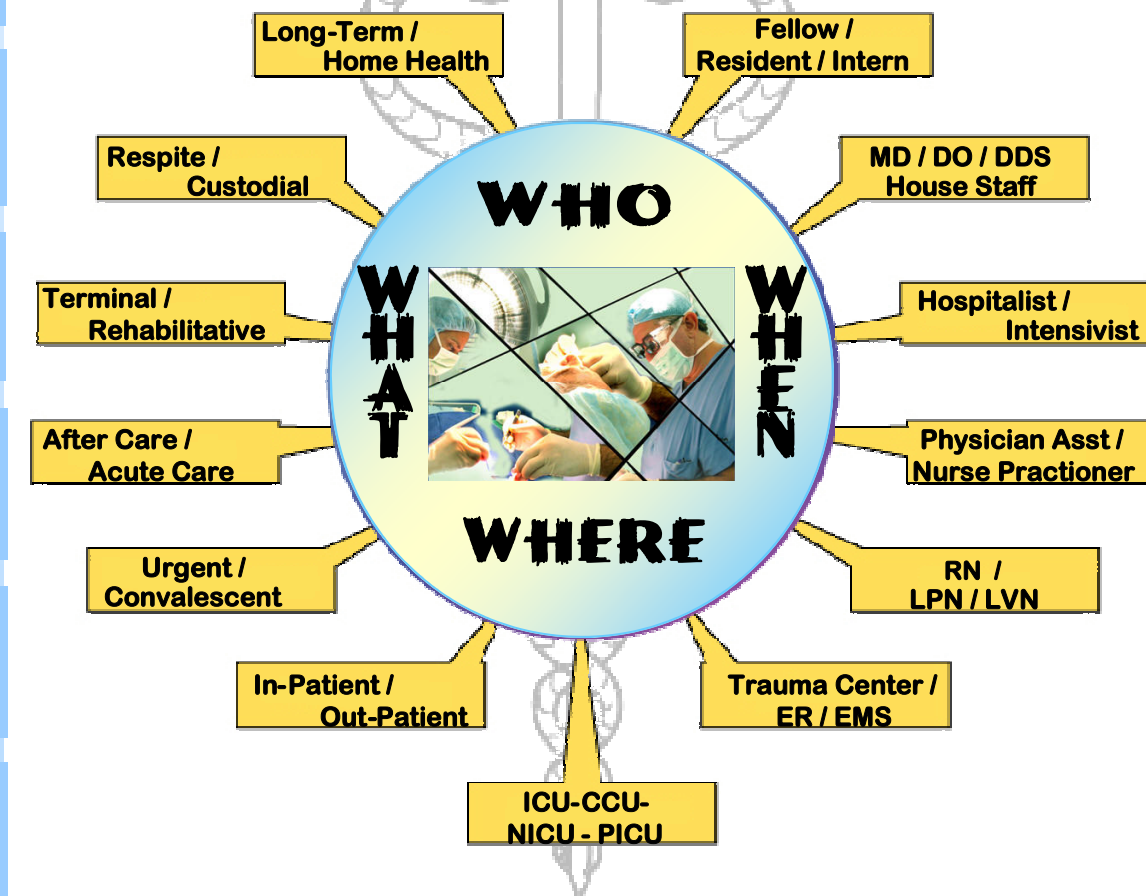 Long-Term /
Home Health
Fellow /
Resident / Intern
Respite /
Custodial
MD / DO / DDS
House Staff
WHO
WHAT
WHEN
Terminal /
Rehabilitative
Hospitalist /
Intensivist
After Care /
Acute Care
Physician Asst /
Nurse Practioner
WHERE
Urgent /
Convalescent
RN /
LPN / LVN
In-Patient /
Out-Patient
Trauma Center /
ER / EMS
ICU-CCU-
NICU - PICU